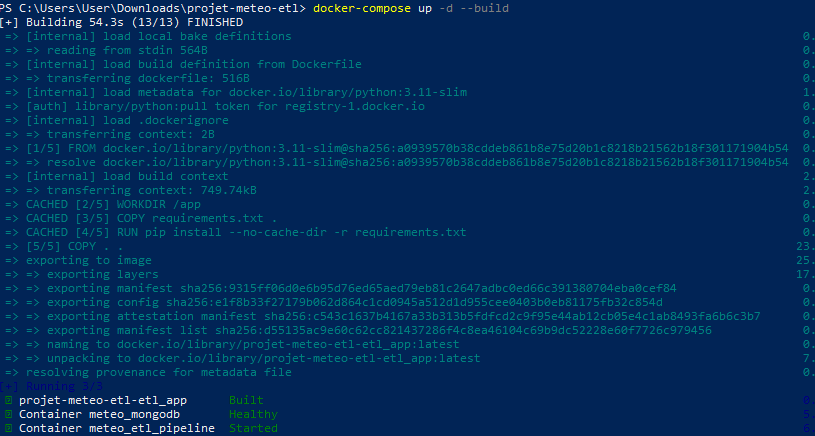 PS C:\Users\User\Downloads\projet-meteo-etl> docker-compose up -d --build
[+] Building 54.3s (13/13) FINISHED
=> [internal] load local bake definitions 0.
=> => reading from stdin 564B 0.
=> [internal] load build definition from Dockerfile 0.
=> => transferring dockerfile: 516B 0.
=> [internal] load metadata for docker.io/library/python:3.11-slim 1.
=> [auth] library/python:pull token for registry-1.docker.io 0.
=> [internal] load .dockerignore 0.
=> => transferring context: 2B 0.
=> [1/5] FROM docker.io/library/python:3.11-slim@sha256:a0939570b38cddeb861b8e75d20b1c8218b21562b18f301171904b54 0.
=> => resolve docker.io/library/python:3.11-slim@sha256:a0939570b38cddeb861b8e75d20b1c8218b21562b18f301171904b54 0.
=> [internal] load build context 2.
=> => transferring context: 749.74kB 2.
=> CACHED [2/5] WORKDIR /app 0.
=> CACHED [3/5] COPY requirements.txt . 0.
=> CACHED [4/5] RUN pip install --no-cache-dir -r requirements.txt 0.
=> [5/5] COPY . . 23.
=> exporting to image 25.
=> => exporting layers 17.
=> => exporting manifest sha256:9315ff06d0e6b95d76ed65aed79eb81c2647adbc0ed66c391380704eba0cef84 0.
=> => exporting config sha256:e1f8b33f27179b062d864c1cd0945a512d1d955cee0403b0eb81175fb32c854d 0.
=> => exporting attestation manifest sha256:c543c1637b4167a33b313b5fdfcd2c9f95e44ab12cb05e4c1ab8493fa6b6c3b7 0.
=> => exporting manifest list sha256:d55135ac9e60c62cc821437286f4c8ea46104c69b9dc52228e60f7726c979456 0.
=> => naming to docker.io/library/projet-meteo-etl-etl_app:latest 0.
=> => unpacking to docker.io/library/projet-meteo-etl-etl_app:latest 7.
=> resolving provenance for metadata file 0.
[+] Running 3/3
projet-meteo-etl-etl_app Built 0.
Container meteo_mongodb Healthy 5.
Container meteo_etl_pipeline Started 6.